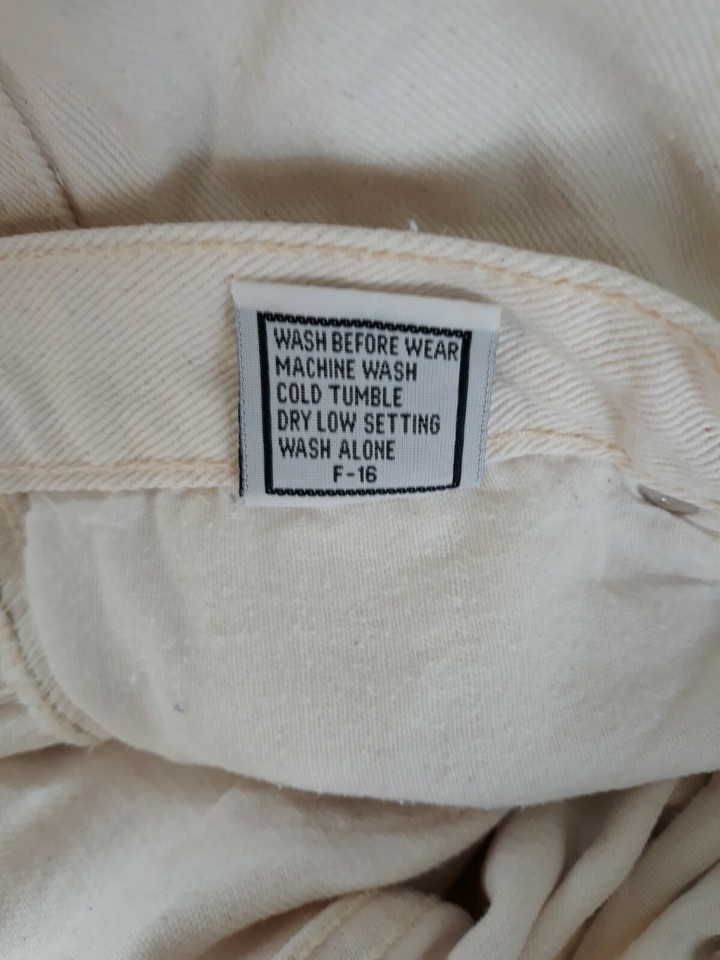 WASH BEFORE WEAR
MACHINE WASH
COLD TUMBLE
DRY LOW SETTING
WASH ALONE
F-16